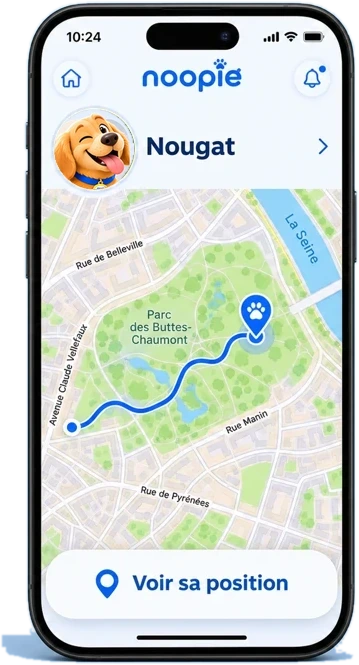 10:24
noopie
Nougat
La Seine
Rue de Belleville
Parc
des Buttes-
Chaumont
Avenue Claude Vellefaux
Rue Manin
Rue de Pyrénées
Voir sa position